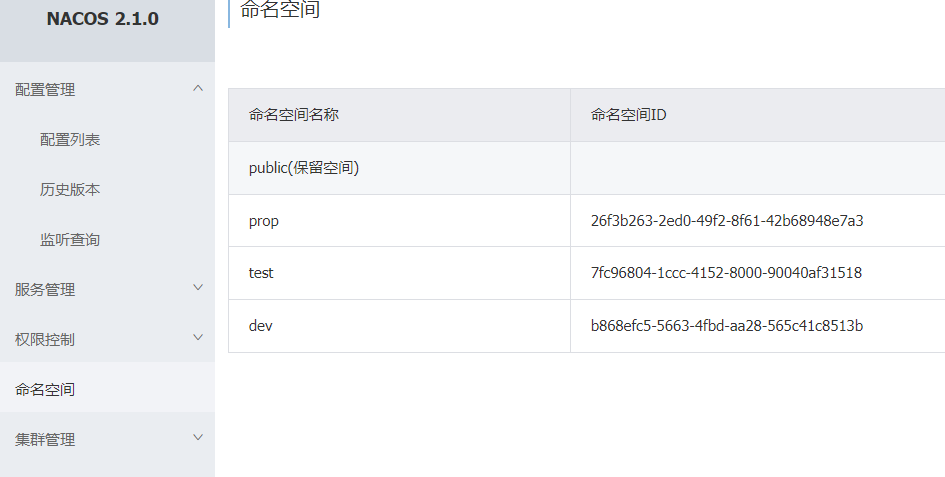 NACOS 2.1.0
配置管理
配置列表
历史版本
监听查询
服务管理
权限控制
命名空间
集群管理
命名空间
命名空间名称 命名空间ID
public(保留空间)
prop 26f3b263-2ed0-49f2-8f61-42b68948e7a3
test 7fc96804-1ccc-4152-8000-90040af31518
dev b868efc5-5663-4fbd-aa28-565c41c8513b